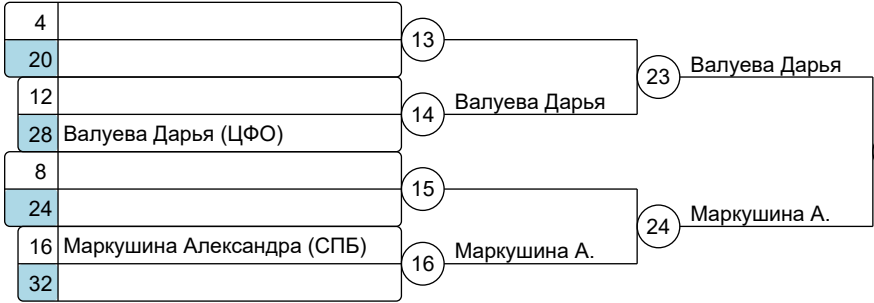 4
13
20
23 Валуева Дарья
12
14 Валуева Дарья
28 Валуева Дарья (ЦФО)
8
15
24
24 Маркушина А.
16 Маркушина Александра (СПБ)
16 Маркушина А.
32